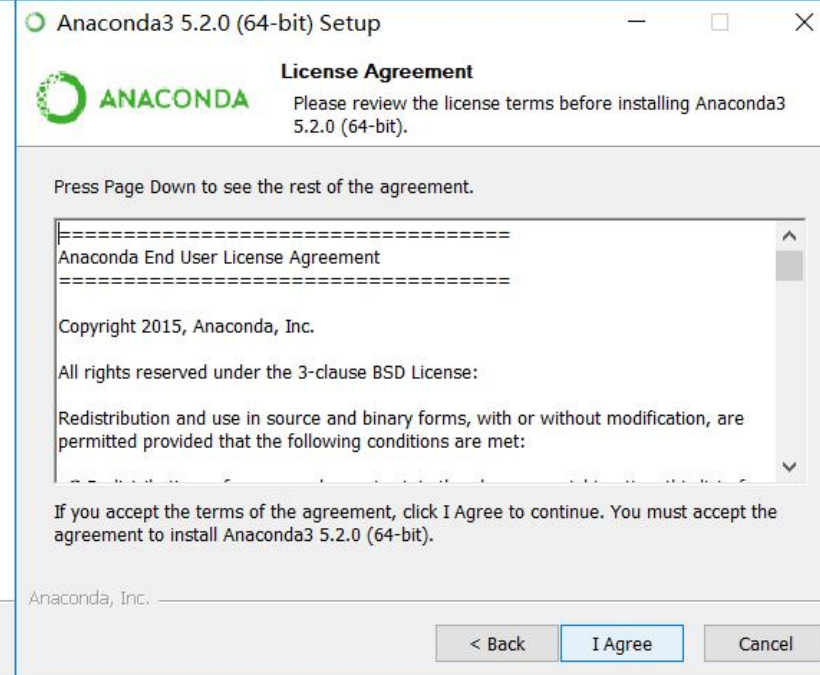 Anaconda3 5.2.0 (64-bit) Setup
ANACONDA
License Agreement
Please review the license terms before installing Anaconda3
5.2.0 (64-bit).
Press Page Down to see the rest of the agreement.
===================================
Anaconda End User License Agreement
===================================
Copyright 2015, Anaconda, Inc.
All rights reserved under the 3-clause BSD License:
Redistribution and use in source and binary forms, with or without modification, are
permitted provided that the following conditions are met:
If you accept the terms of the agreement, click I Agree to continue. You must accept the
agreement to install Anaconda3 5.2.0 (64-bit).
Anaconda, Inc.
< Back
I Agree
Cancel